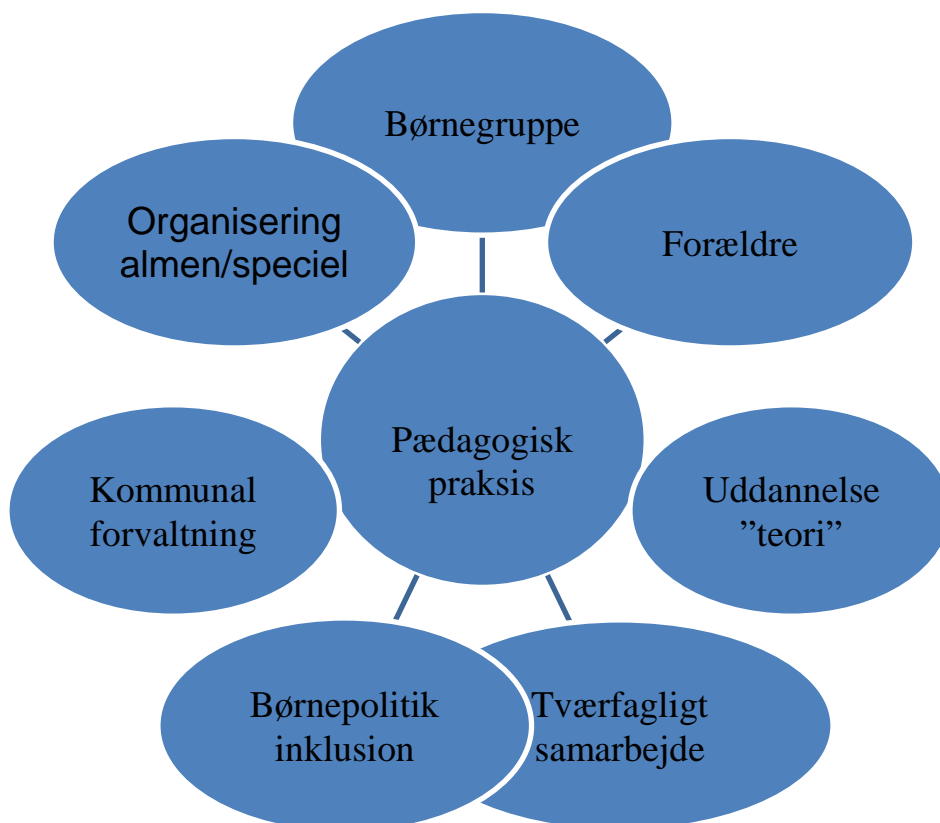 Børnegruppe
Organisering
almen/speciel
Forældre
Pædagogisk
praksis
Kommunal
forvaltning
Uddannelse
”teori”
Børnepolitik
inklusion
Tværfagligt
samarbejde